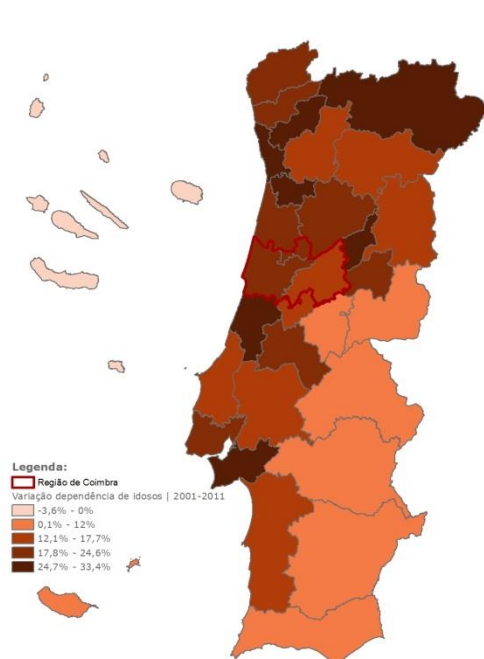 Legenda:
Região de Coimbra
Variação dependência de idosos | 2001-2011
-3,6% - 0%
0,1% - 12%
12,1% - 17,7%
17,8% - 24,6%
24,7% - 33,4%